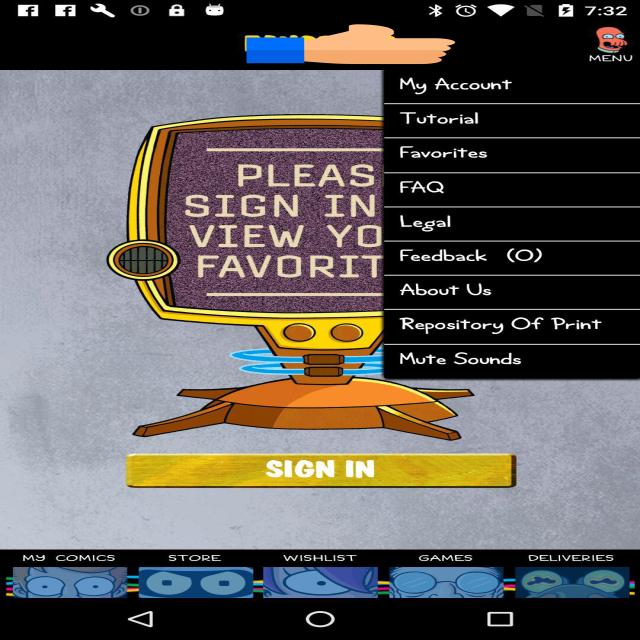 7:32
MENU
My Account
Tutorial
Favorites
FAQ
Legal
Feedback (0)
About Us
Repository Of Print
Mute Sounds
PLEAS
SIGN IN
VIEW YO
FAVORIT
SIGN IN
MY COMICS
STORE
WISHLIST
GAMES
DELIVERIES